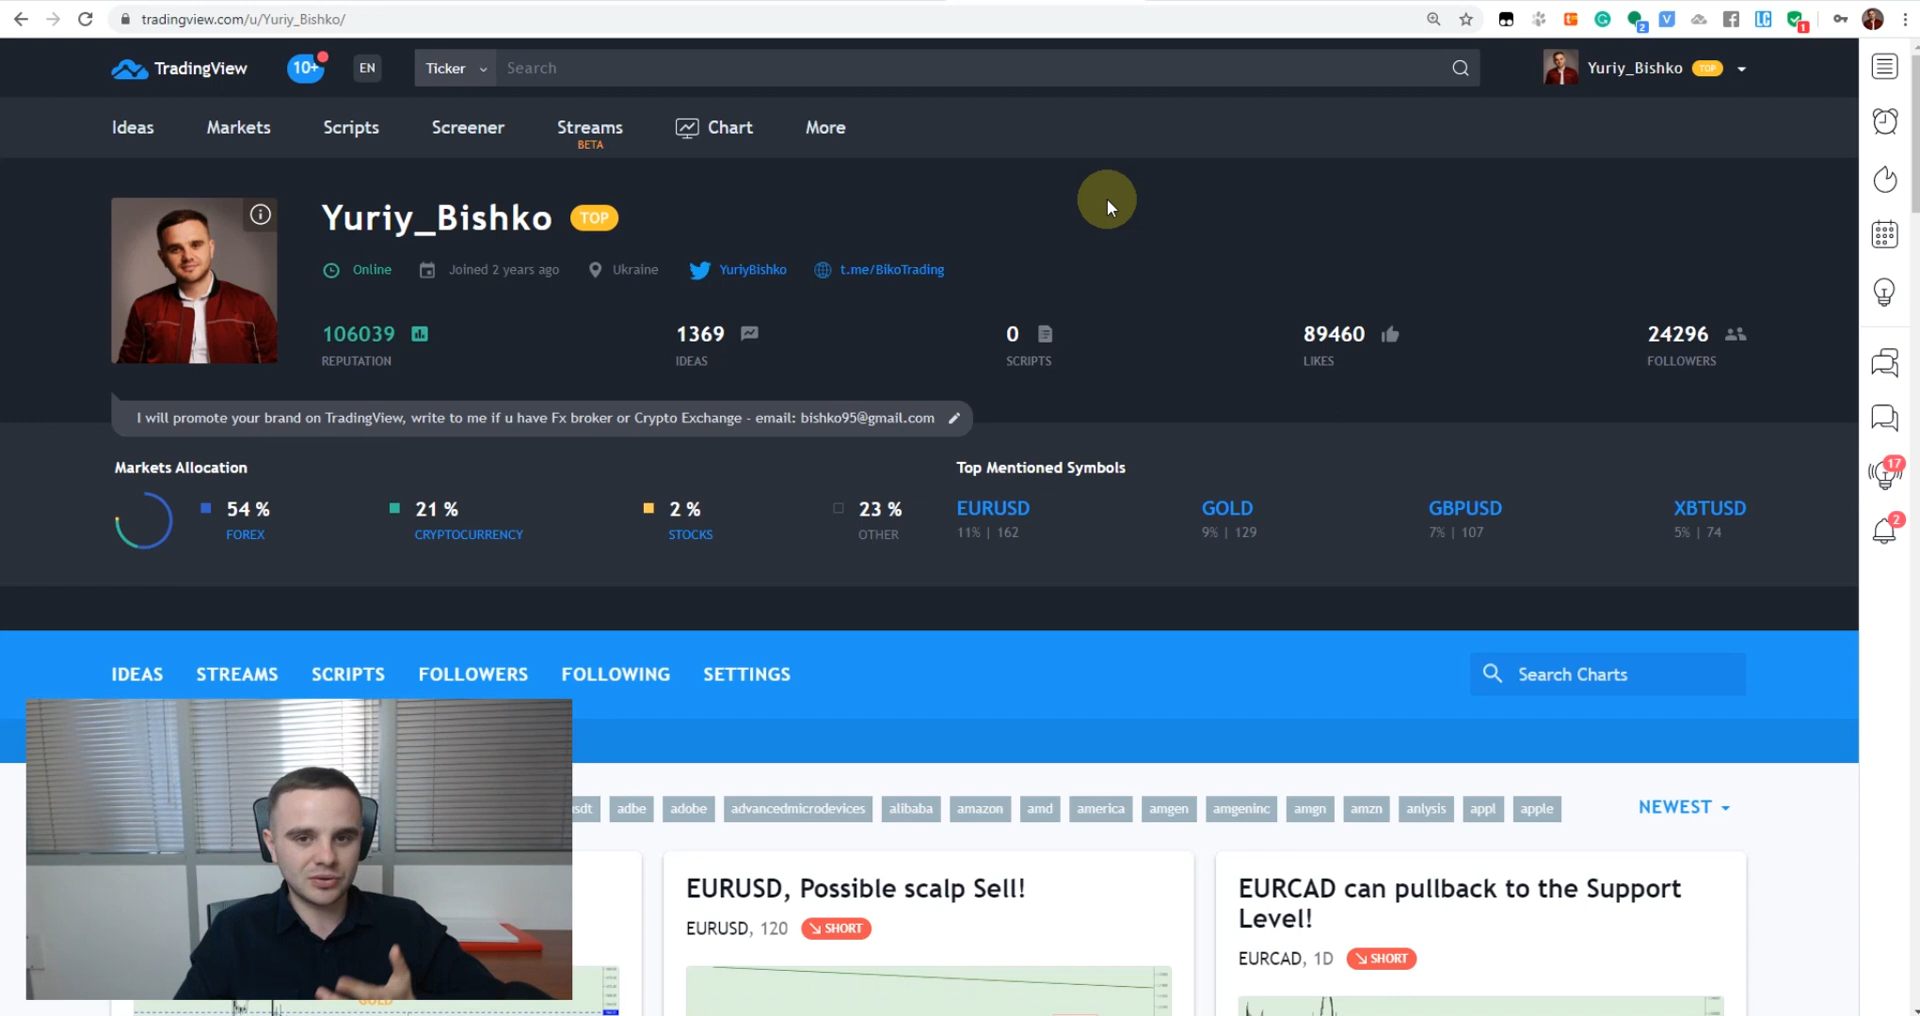 tradingview.com/u/Yuriy_Bishko/
2
1
TradingView
10+
EN
Ticker
Search
Yuriy_Bishko TOP
Ideas
Markets
Scripts
Screener
Streams
BETA
Chart
More
Yuriy_Bishko TOP
Online
Joined 2 years ago
Ukraine
YuriyBishko
t.me/BikoTrading
106039
REPUTATION
1369
IDEAS
0
SCRIPTS
89460
LIKES
24296
FOLLOWERS
I will promote your brand on TradingView, write to me if u have Fx broker or Crypto Exchange - email: bishko95@gmail.com
17
2
Markets Allocation
54 %
FOREX
21 %
CRYPTOCURRENCY
2 %
STOCKS
23 %
OTHER
Top Mentioned Symbols
EURUSD
11% | 162
GOLD
9% | 129
GBPUSD
7% | 107
XBTUSD
5% | 74
IDEAS
STREAMS
SCRIPTS
FOLLOWERS
FOLLOWING
SETTINGS
Search Charts
sdt
adbe
adobe
advancedmicrodevices
alibaba
amazon
amd
america
amgen
amgeninc
amgn
amzn
anlysis
appl
apple
NEWEST
EURUSD, Possible scalp Sell!
EURUSD, 120 SHORT
EURCAD can pullback to the Support
Level!
EURCAD, 1D SHORT
GOLD